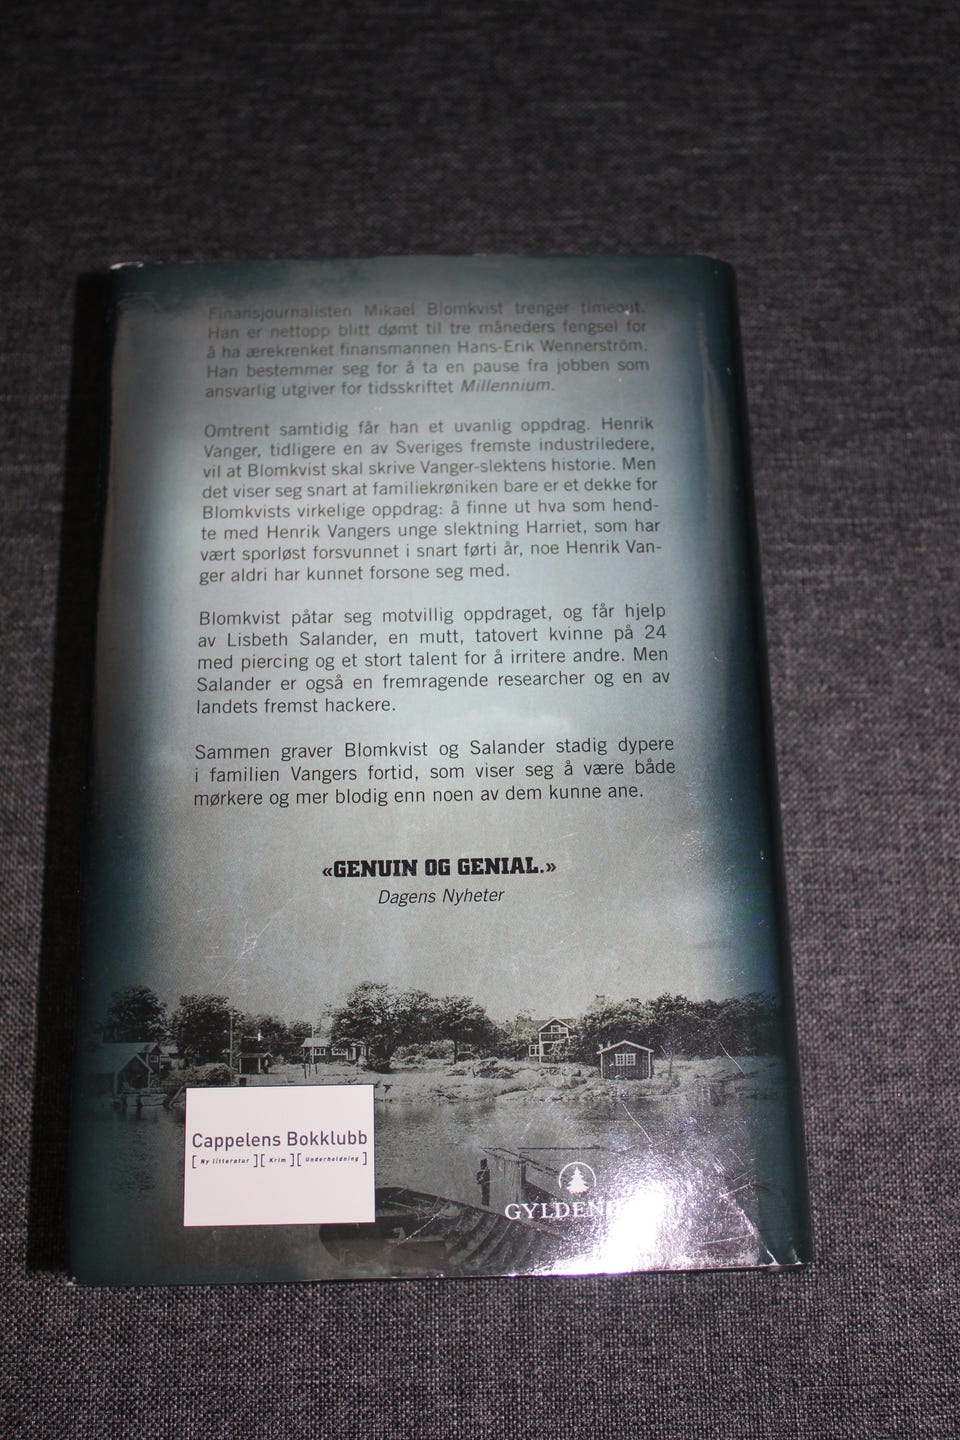 Finansjournalisten Mikael Blomkvist trenger timeout.
Han er nettopp blitt dømt til tre måneders fengsel for
å ha ærekrenket finansmannen Hans-Erik Wennerström.
Han bestemmer seg for å ta en pause fra jobben som
ansvarlig utgiver for tidsskriftet Millennium.
Omtrent samtidig får han et uvanlig oppdrag. Henrik
Vanger, tidligere en av Sveriges fremste industriledere,
vil at Blomkvist skal skrive Vanger-slektens historie. Men
det viser seg snart at familiekrøniken bare er et dekke for
Blomkvists virkelige oppdrag: å finne ut hva som hend-
te med Henrik Vangers unge slektning Harriet, som har
vært sporløst forsvunnet i snart førti år, noe Henrik Van-
ger aldri har kunnet forsone seg med.
Blomkvist påtar seg motvillig oppdraget, og får hjelp
av Lisbeth Salander, en mutt, tatovert kvinne på 24
med piercing og et stort talent for å irritere andre. Men
Salander er også en fremragende researcher og en av
landets fremst hackere.
Sammen graver Blomkvist og Salander stadig dypere
i familien Vangers fortid, som viser seg å være både
mørkere og mer blodig enn noen av dem kunne ane.
«GENUIN OG GENIAL.»
Dagens Nyheter
Cappelens Bokklubb
[ Ny litteratur ][ Krim ][ Underholdning ]